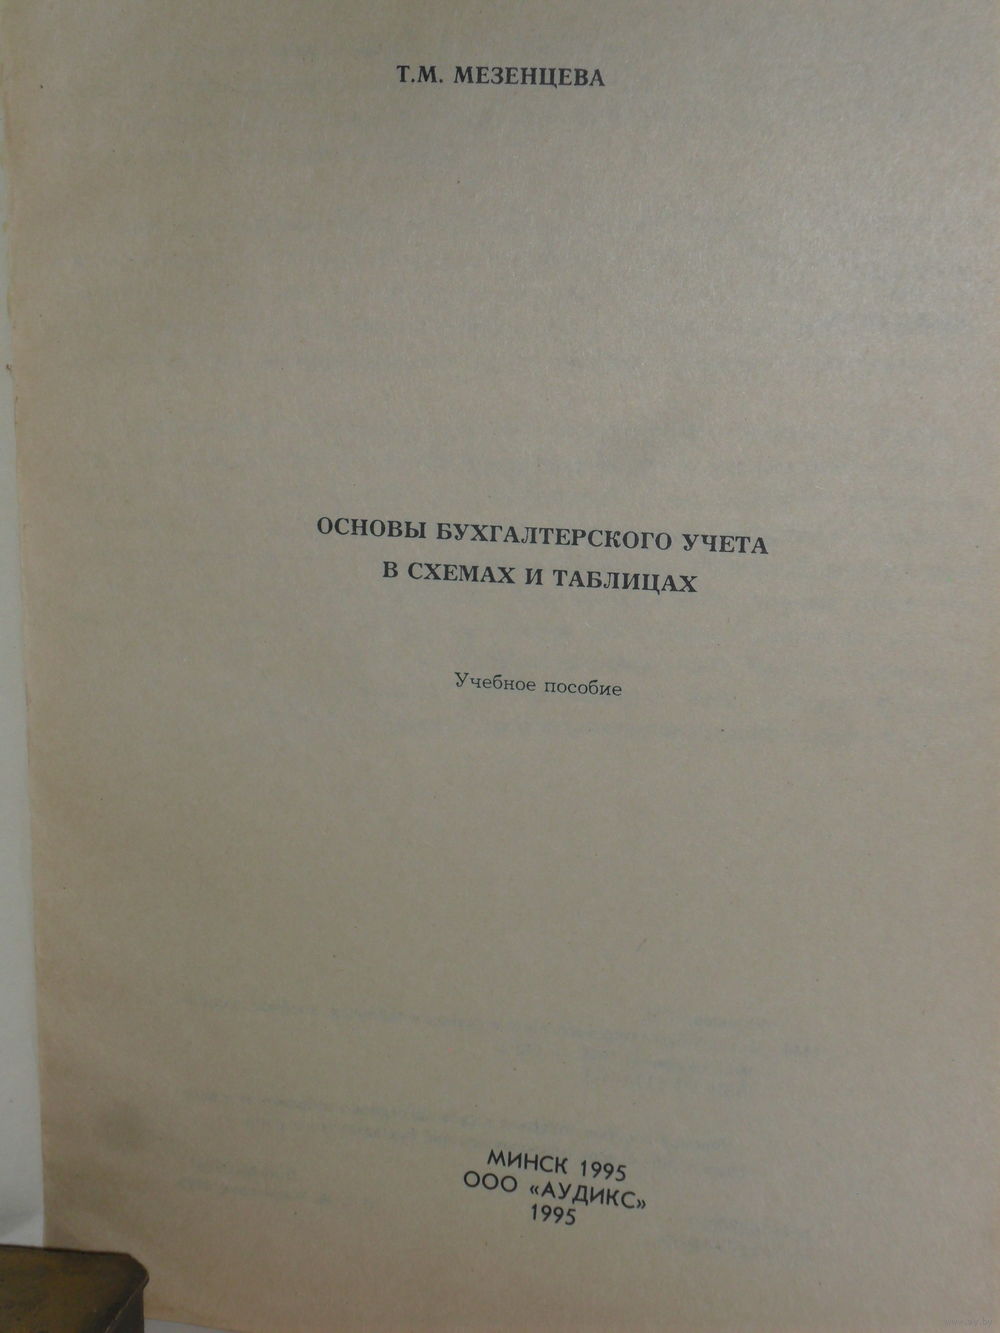 Т.М. МЕЗЕНЦЕВА
ОСНОВЫ БУХГАЛТЕРСКОГО УЧЕТА
В СХЕМАХ И ТАБЛИЦАХ
Учебное пособие
МИНСК 1995
ООО «АУДИКС»
1995